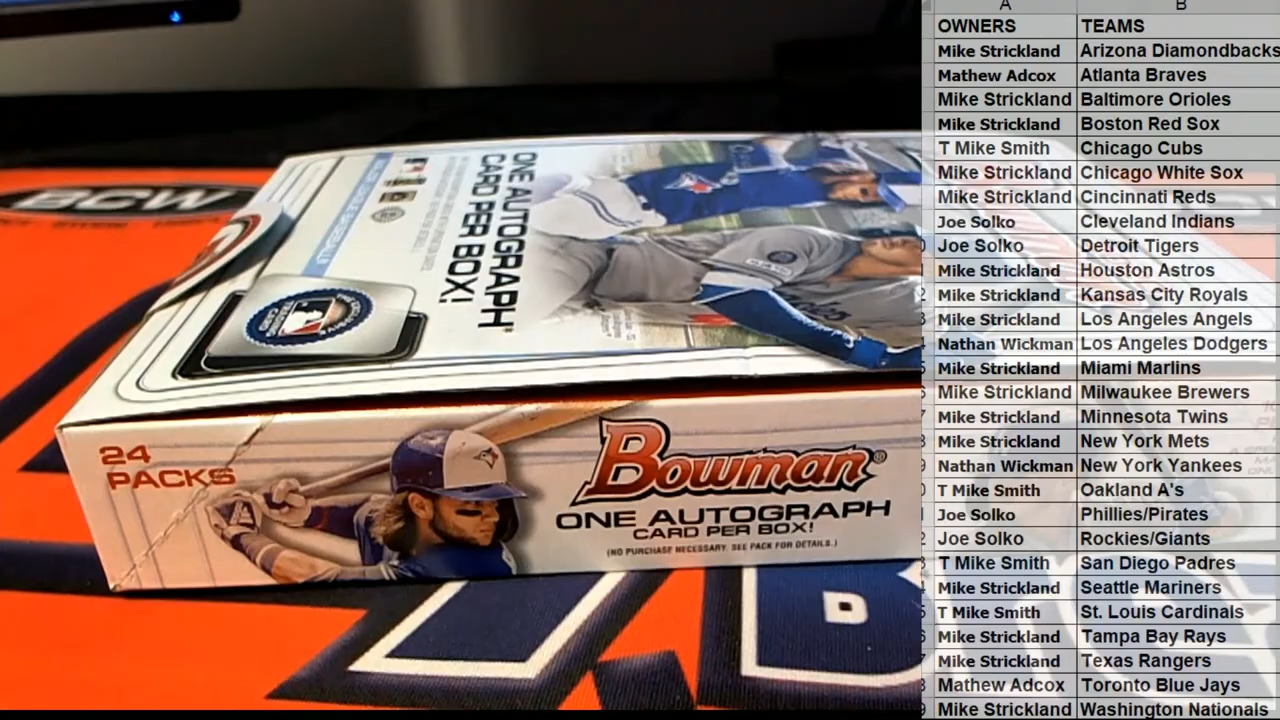 BCW
ONE AUTOGRAPH
CARD PER BOX!
24
PACKS
Bowman®
ONE AUTOGRAPH
CARD PER BOX!
(NO PURCHASE NECESSARY. SEE PACK FOR DETAILS.)
A B
OWNERS TEAMS
Mike Strickland Arizona Diamondbacks
Mathew Adcox Atlanta Braves
Mike Strickland Baltimore Orioles
Mike Strickland Boston Red Sox
T Mike Smith Chicago Cubs
Mike Strickland Chicago White Sox
Mike Strickland Cincinnati Reds
Joe Solko Cleveland Indians
Joe Solko Detroit Tigers
Mike Strickland Houston Astros
Mike Strickland Kansas City Royals
Mike Strickland Los Angeles Angels
Nathan Wickman Los Angeles Dodgers
Mike Strickland Miami Marlins
Mike Strickland Milwaukee Brewers
Mike Strickland Minnesota Twins
Mike Strickland New York Mets
Nathan Wickman New York Yankees
T Mike Smith Oakland A's
Joe Solko Phillies/Pirates
Joe Solko Rockies/Giants
T Mike Smith San Diego Padres
Mike Strickland Seattle Mariners
T Mike Smith St. Louis Cardinals
Mike Strickland Tampa Bay Rays
Mike Strickland Texas Rangers
Mathew Adcox Toronto Blue Jays
Mike Strickland Washington Nationals